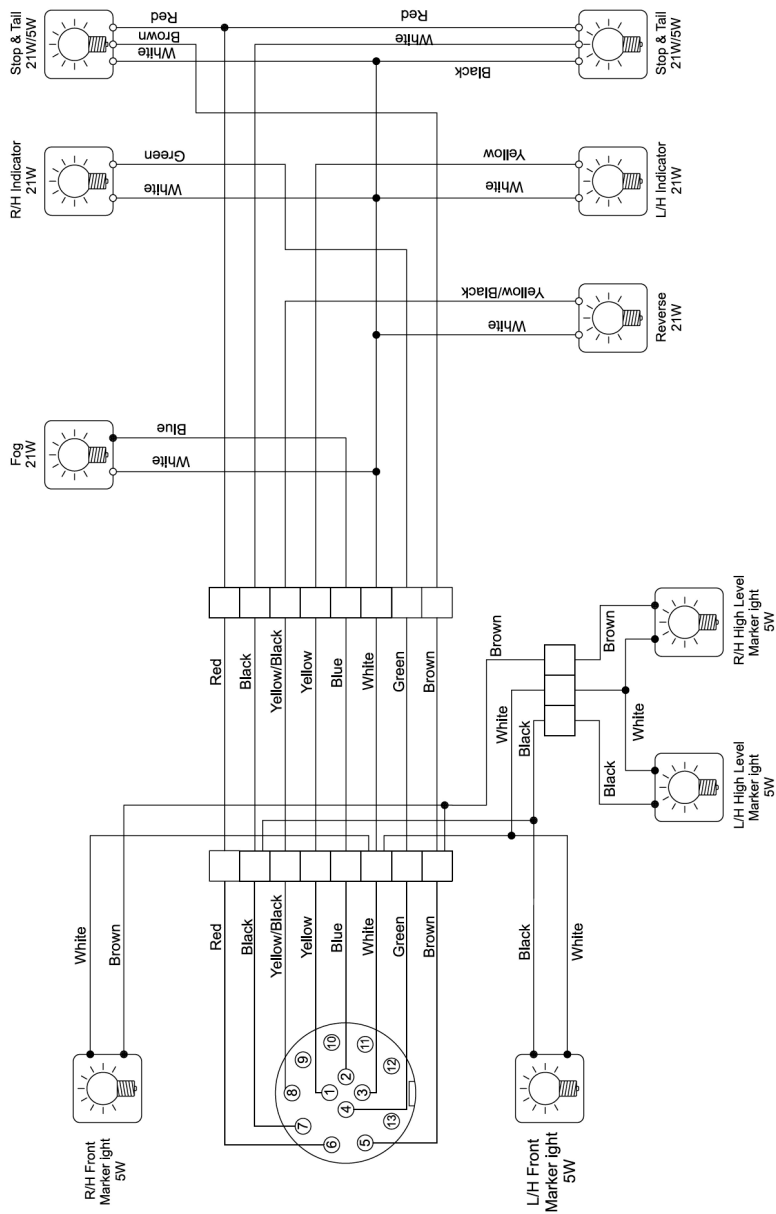 Stop & Tail
21W/5W
Red
Brown
White
Red
White
Black
Stop & Tail
21W/5W
R/H Indicator
21W
Green
White
Yellow
White
L/H Indicator
21W
Yellow/Black
White
Reverse
21W
Fog
21W
Blue
White
Red
Black
Yellow/Black
Yellow
Blue
White
Green
Brown
Brown
White
Black
Brown
White
Black
R/H High Level
Marker ight
5W
L/H High Level
Marker ight
5W
White
Brown
Red
Black
Yellow/Black
Yellow
Blue
White
Green
Brown
Black
White
R/H Front
Marker ight
5W
1
2
3
4
5
6
7
8
9
10
11
12
13
L/H Front
Marker ight
5W